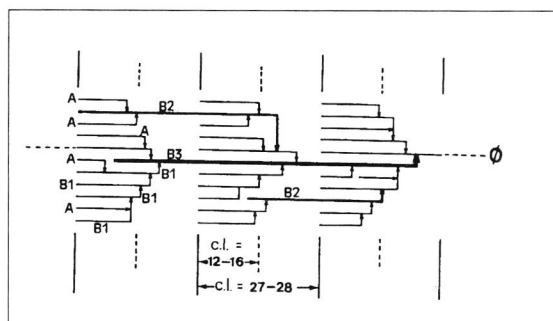 A
B2
A
A
B3
Ø
A
B1
B1
B2
B1
A
B1
c.l. =
12–16
c.l. = 27–28